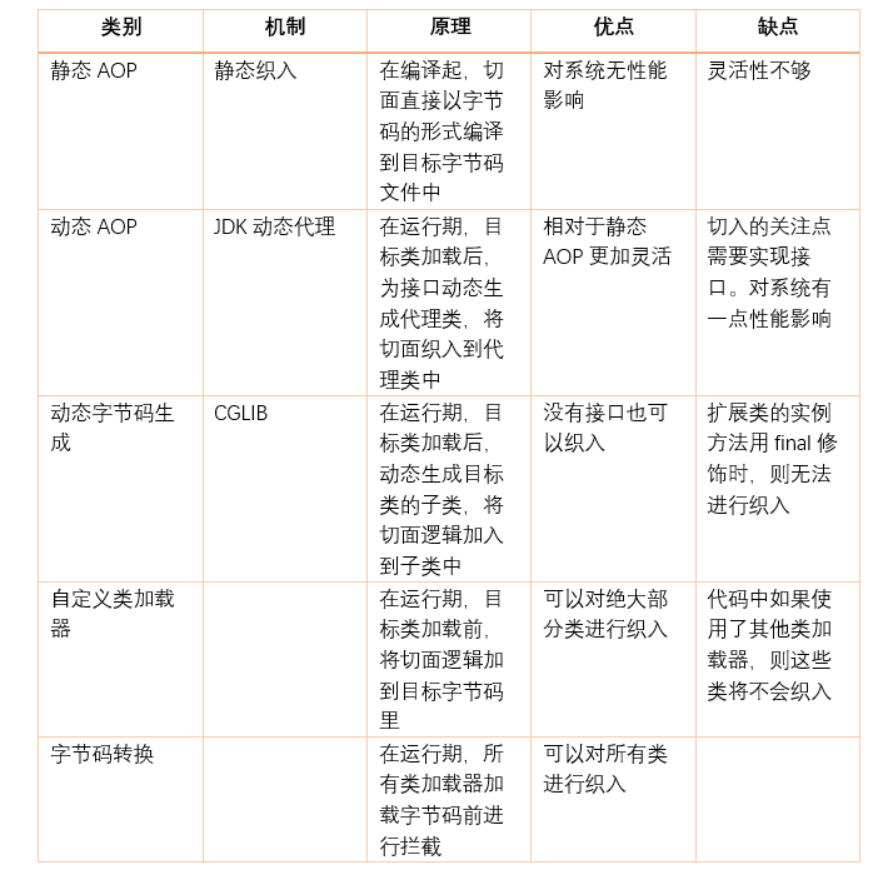 类别
机制
原理
优点
缺点
静态 AOP
静态织入
在编译起，切
面直接以字节
码的形式编译
到目标字节码
文件中
对系统无性能
影响
灵活性不够
动态 AOP
JDK 动态代理
在运行期，目
标类加载后，
为接口动态生
成代理类，将
切面织入到代
理类中
相对于静态
AOP 更加灵活
切入的关注点
需要实现接
口。对系统有
一点性能影响
动态字节码生
成
CGLIB
在运行期，目
标类加载后，
动态生成目标
类的子类，将
切面逻辑加入
到子类中
没有接口也可
以织入
扩展类的实例
方法用 final 修
饰时，则无法
进行织入
自定义类加载
器
在运行期，目
标类加载前，
将切面逻辑加
到目标字节码
里
可以对绝大部
分类进行织入
代码中如果使
用了其他类加
载器，则这些
类将不会织入
字节码转换
在运行期，所
有类加载器加
载字节码前进
行拦截
可以对所有类
进行织入